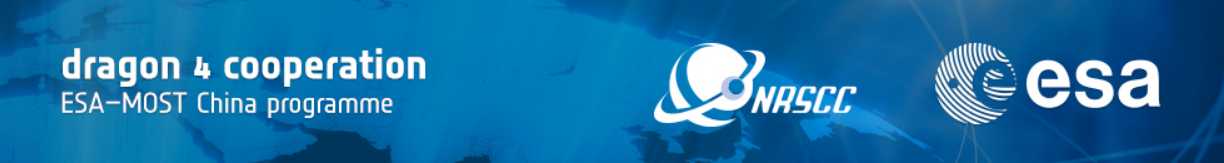 dragon 4 cooperation
ESA–MOST China programme
NRSCC
esa